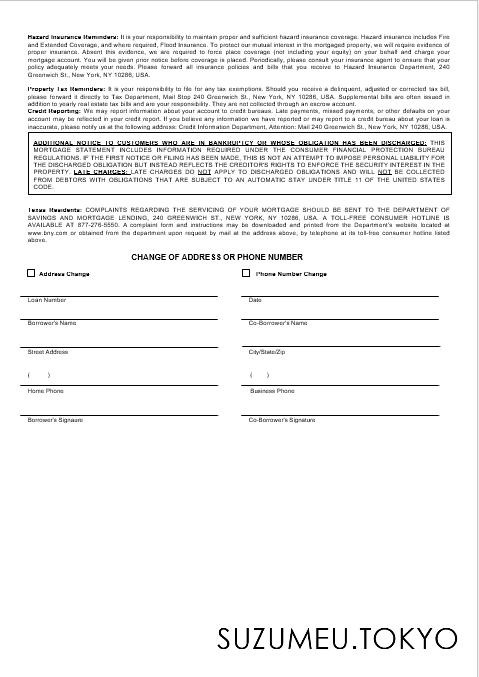 Hazard Insurance Reminders: It is your responsibility to maintain proper and sufficient hazard insurance coverage. Hazard insurance includes Fire
and Extended Coverage, and where required, Flood Insurance. To protect our mutual interest in the mortgaged property, we will require evidence
of proper insurance. Absent this evidence, we are required to force place coverage (not including your equity) on your behalf and charge your
mortgage account. You will be given prior notice before coverage is placed. Periodically, please consult your insurance agent to ensure that your
policy adequately meets your needs. Please forward all insurance policies and bills that you receive to Hazard Insurance Department, 240
Greenwich St., New York, NY 10286, USA.
Property Tax Reminders: It is your responsibility to file for any tax exemptions. Should you receive a delinquent, adjusted or corrected tax bill,
please forward it directly to Tax Department, Mail Stop 240 Greenwich St., New York, NY 10286, USA. Supplemental bills are often issued in
addition to yearly real estate tax bills and are your responsibility. They are not collected through an escrow account.
Credit Reporting: We may report information about your account to credit bureaus. Late payments, missed payments, or other defaults on your
account may be reflected in your credit report. If you believe any information we have reported or may report to a credit bureau about your loan is
inaccurate, please notify us at the following address: Credit Information Department, Attention: Mail 240 Greenwich St., New York, NY 10286, USA.
ADDITIONAL NOTICE TO CUSTOMERS WHO ARE IN BANKRUPTCY OR WHOSE OBLIGATION HAS BEEN DISCHARGED: THIS
MORTGAGE STATEMENT INCLUDES INFORMATION REQUIRED UNDER THE CONSUMER FINANCIAL PROTECTION BUREAU
REGULATIONS. IF THE FIRST NOTICE OR FILING HAS BEEN MADE, THIS IS NOT AN ATTEMPT TO IMPOSE PERSONAL LIABILITY FOR
THE DISCHARGED OBLIGATION BUT INSTEAD REFLECTS THE CREDITOR'S RIGHTS TO ENFORCE THE SECURITY INTEREST IN THE
PROPERTY. LATE CHARGES: LATE CHARGES DO NOT APPLY TO DISCHARGED OBLIGATIONS AND WILL NOT BE COLLECTED
FROM DEBTORS WITH OBLIGATIONS THAT ARE SUBJECT TO AN AUTOMATIC STAY UNDER TITLE 11 OF THE UNITED STATES
CODE.
Texas Residents: COMPLAINTS REGARDING THE SERVICING OF YOUR MORTGAGE SHOULD BE SENT TO THE DEPARTMENT OF
SAVINGS AND MORTGAGE LENDING, 240 GREENWICH ST., NEW YORK, NY 10286, USA. A TOLL-FREE CONSUMER HOTLINE IS
AVAILABLE AT 877-276-5550. A complaint form and instructions may be downloaded and printed from the Department's website located at
www.bny.com or obtained from the department upon request by mail at the address above, by telephone at its toll-free consumer hotline listed
above.
CHANGE OF ADDRESS OR PHONE NUMBER
Address Change Phone Number Change
Loan Number Date
Borrower's Name Co-Borrower's Name
Street Address City/State/Zip
( ) ( )
Home Phone Business Phone
Borrower's Signaure Co-Borrower's Signature
SUZUMEU.TOKYO